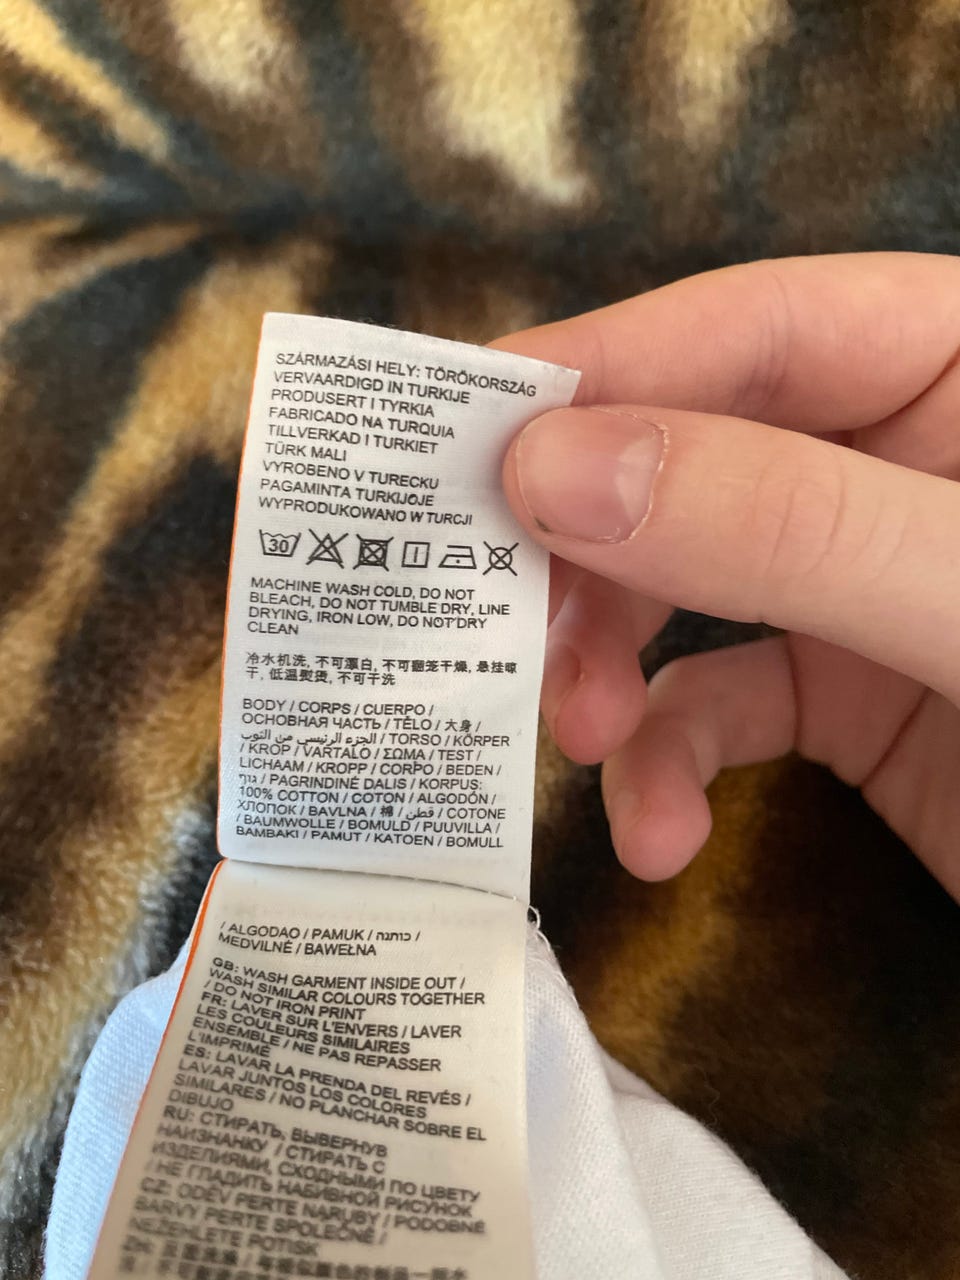 SZÁRMAZÁSI HELY: TÖRÖKORSZÁG
VERVAARDIGD IN TURKIJE
PRODUSERT I TYRKIA
FABRICADO NA TURQUIA
TILLVERKAD I TURKIET
TÜRK MALI
VYROBENO V TURECKU
PAGAMINTA TURKIJOJE
WYPRODUKOWANO W TURCJI
30
MACHINE WASH COLD, DO NOT
BLEACH, DO NOT TUMBLE DRY, LINE
DRYING, IRON LOW, DO NOT DRY
CLEAN
冷水机洗, 不可漂白, 不可翻笼干燥, 悬挂晾
干, 低温熨烫, 不可干洗
BODY / CORPS / CUERPO /
ОСНОВНАЯ ЧАСТЬ / TĚLO / 大身 /
الجزء الرئيسي من الثوب / TORSO / KÖRPER
/ KROP / VARTALO / ΣΩΜΑ / TEST /
LICHAAM / KROPP / CORPO / BEDEN /
גוף / PAGRINDINĖ DALIS / KORPUS:
100% COTTON / COTON / ALGODÓN /
ХЛОПОК / BAVLNA / 棉 / قطن / COTONE
/ BAUMWOLLE / BOMULD / PUUVILLA /
BAMBAKI / PAMUT / KATOEN / BOMULL
/ ALGODAO / PAMUK / כותנה /
MEDVILNĖ / BAWEŁNA
GB: WASH GARMENT INSIDE OUT /
WASH SIMILAR COLOURS TOGETHER
/ DO NOT IRON PRINT
FR: LAVER SUR L'ENVERS / LAVER
LES COULEURS SIMILAIRES
ENSEMBLE / NE PAS REPASSER
L'IMPRIMÉ
ES: LAVAR LA PRENDA DEL REVÉS /
LAVAR JUNTOS LOS COLORES
SIMILARES / NO PLANCHAR SOBRE EL
DIBUJO
RU: СТИРАТЬ, ВЫВЕРНУВ
НАИЗНАНКУ / СТИРАТЬ С
ИЗДЕЛИЯМИ, СХОДНЫМИ ПО ЦВЕТУ
/ НЕ ГЛАДИТЬ НАБИВНОЙ РИСУНОК
CZ: ODĚV PERTE NARUBY / PODOBNÉ
BARVY PERTE SPOLEČNĚ /
NEŽEHLETE POTISK